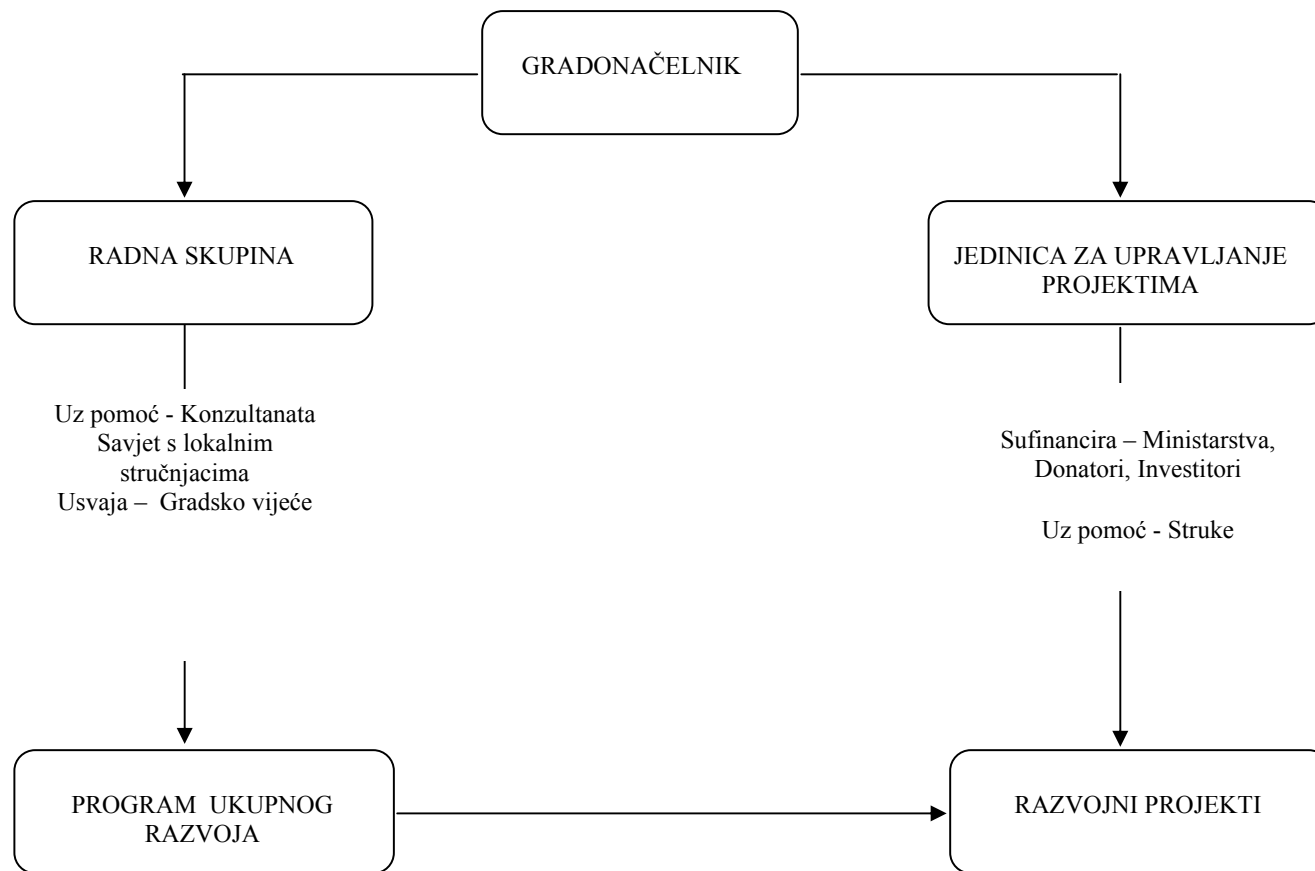 GRADONAČELNIK
RADNA SKUPINA
JEDINICA ZA UPRAVLJANJE
PROJEKTIMA
Uz pomoć - Konzultanata
Savjet s lokalnim
stručnjacima
Usvaja – Gradsko vijeće
Sufinancira – Ministarstva,
Donatori, Investitori
Uz pomoć - Struke
PROGRAM UKUPNOG
RAZVOJA
RAZVOJNI PROJEKTI